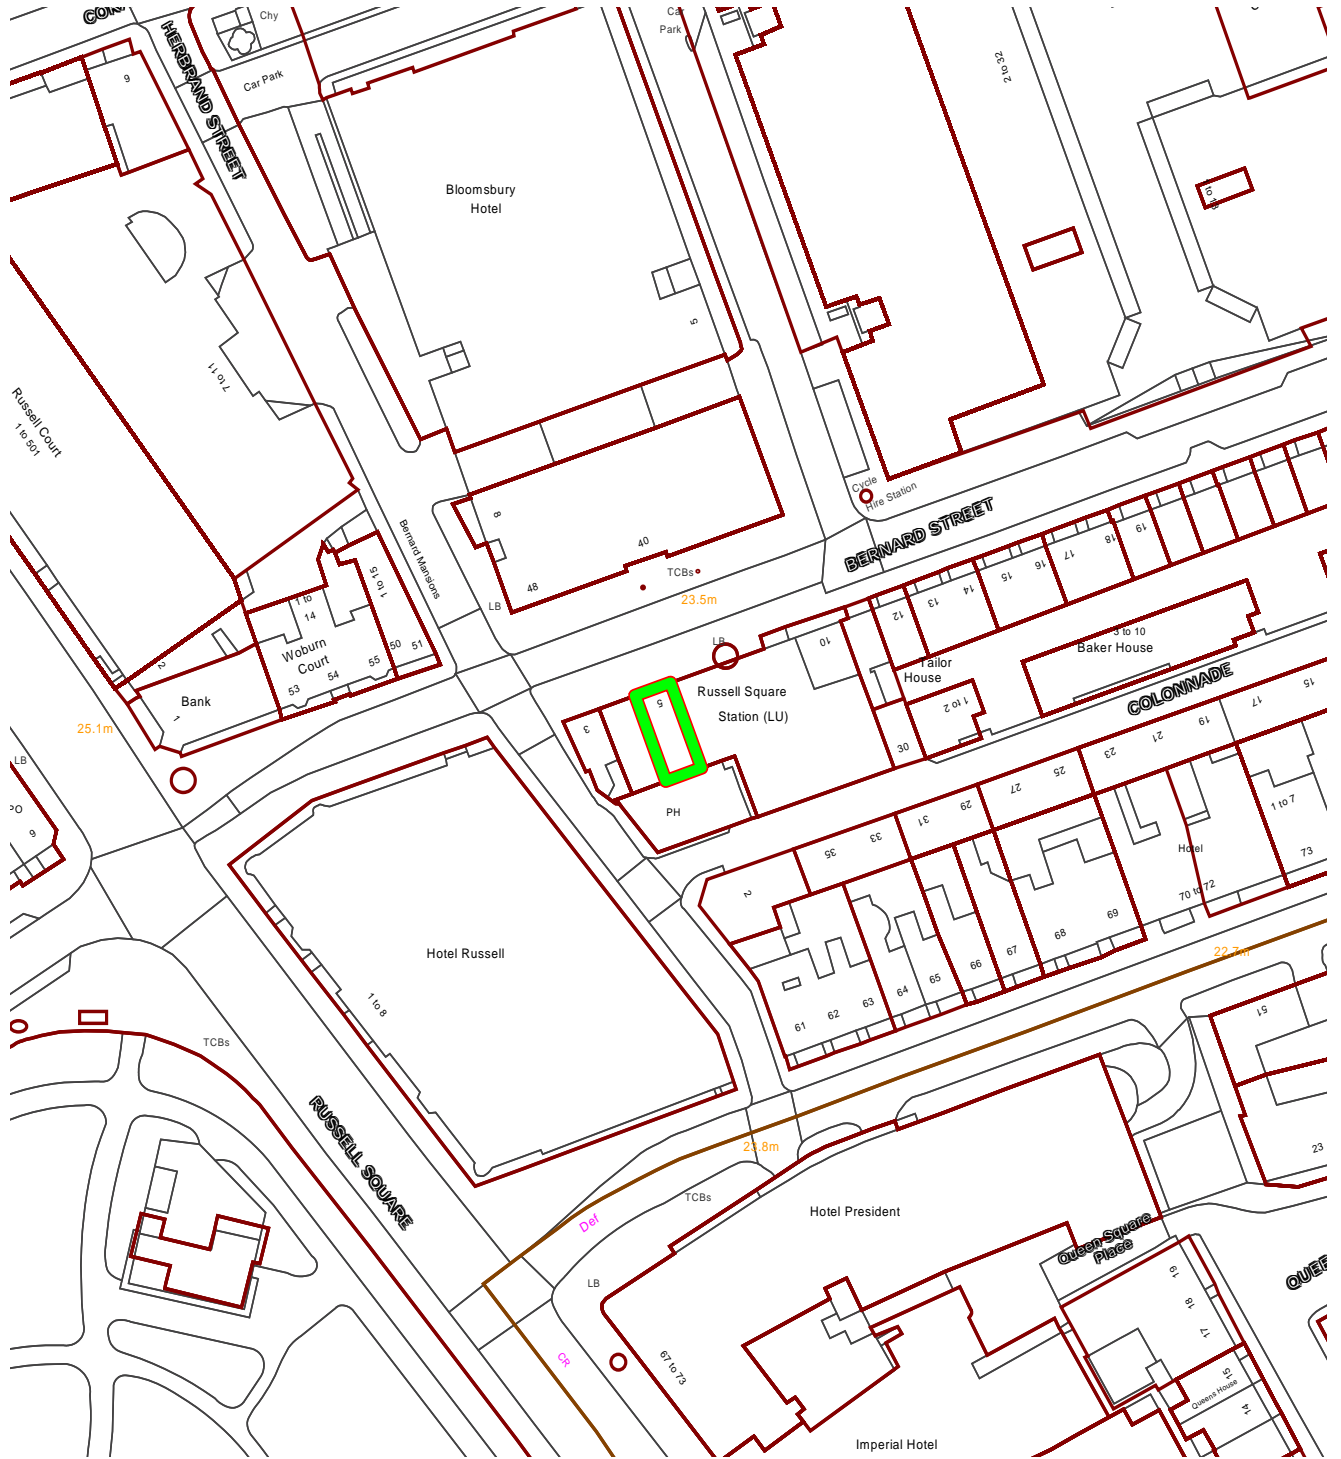 Chy
Car
Park
HERBRAND STREET
9
Car Park
2 to 32
Bloomsbury
Hotel
5
7 to 11
Russell Court
1 to 501
Cycle
Hire Station
BERNARD STREET
Bernard Mansions
8
40
48
TCBs
LB
23.5m
1 to 15
1 to
14
Woburn
Court
50
51
53
54
55
2
Bank
1
25.1m
LB
PO
9
LB
10
12
13
14
15
16
17
18
19
3 to 10
Baker House
Tailor
House
1 to 2
30
COLONNADE
Russell Square
Station (LU)
3
5
PH
15
17
19
21
23
25
27
29
31
33
35
2
Hotel
1 to 7
73
70 to 72
69
68
67
66
65
64
63
62
61
22.7m
Hotel Russell
1 to 8
TCBs
RUSSELL SQUARE
23.8m
Def
TCBs
LB
CR
Hotel President
51
23
Queen Square
Place
67 to 73
Imperial Hotel
19
18
17
15
Queens House
14